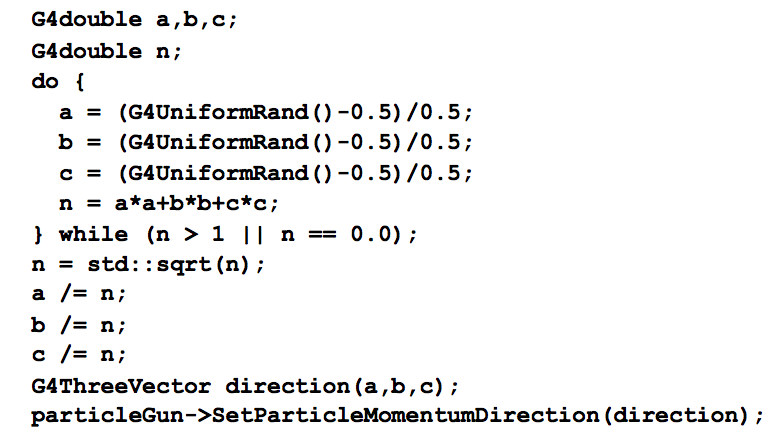 G4double a,b,c;
G4double n;
do {
  a = (G4UniformRand()-0.5)/0.5;
  b = (G4UniformRand()-0.5)/0.5;
  c = (G4UniformRand()-0.5)/0.5;
  n = a*a+b*b+c*c;
} while (n > 1 || n == 0.0);
n = std::sqrt(n);
a /= n;
b /= n;
c /= n;
G4ThreeVector direction(a,b,c);
particleGun->SetParticleMomentumDirection(direction);